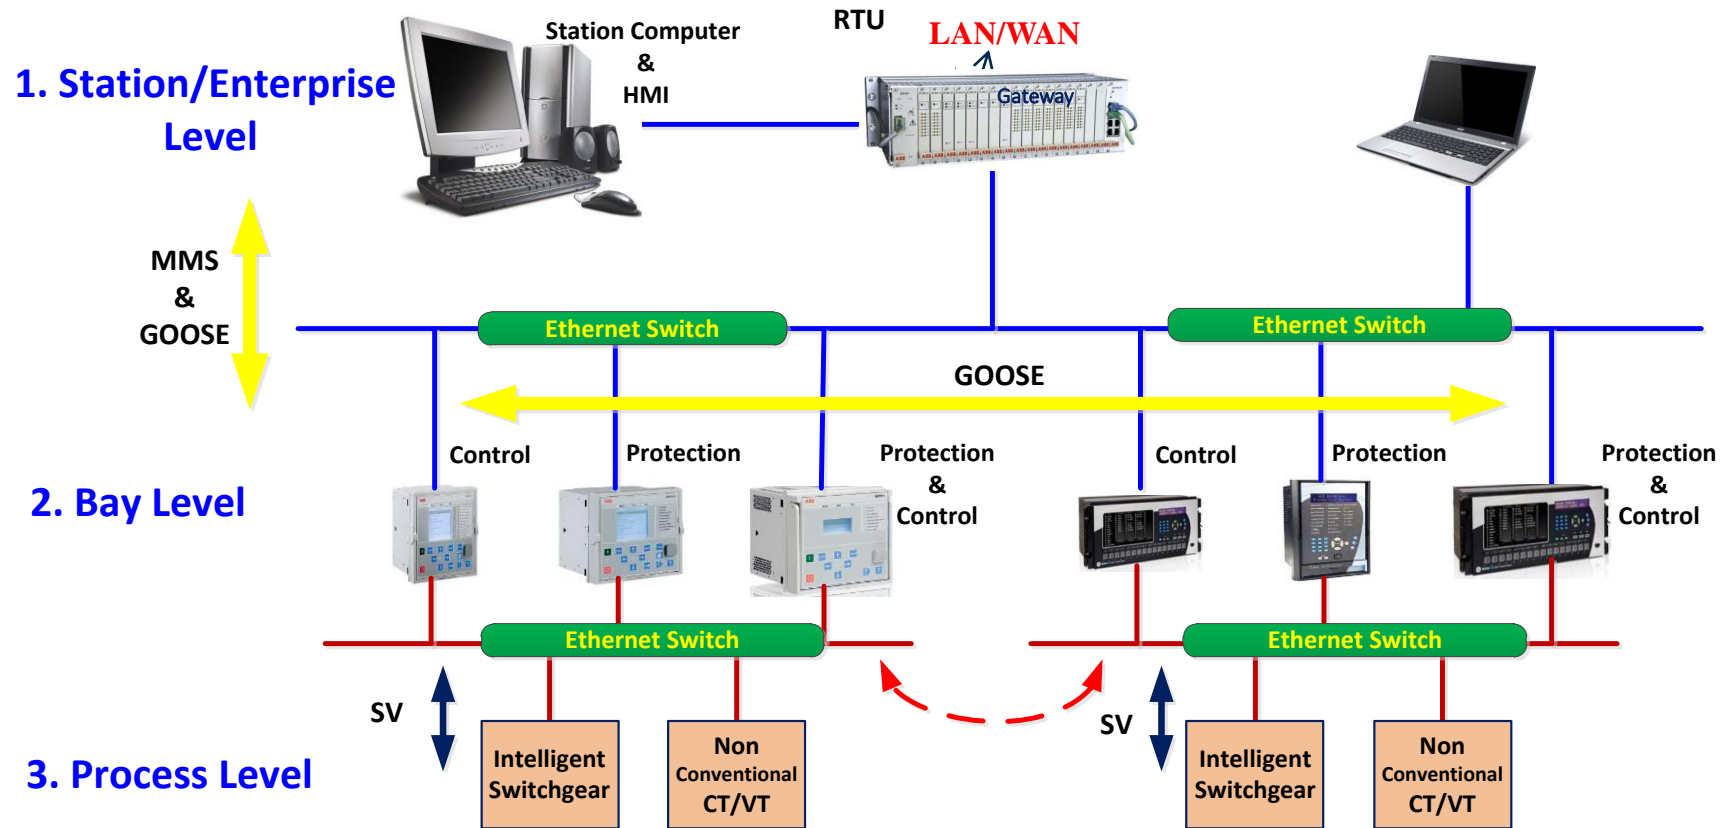 RTU
LAN/WAN
Station Computer
&
HMI
Gateway
1. Station/Enterprise
Level
MMS
&
GOOSE
Ethernet Switch
Ethernet Switch
GOOSE
Control
Protection
Protection
&
Control
Control
Protection
Protection
&
Control
2. Bay Level
Ethernet Switch
Ethernet Switch
SV
SV
Intelligent
Switchgear
Non
Conventional
CT/VT
Intelligent
Switchgear
Non
Conventional
CT/VT
3. Process Level